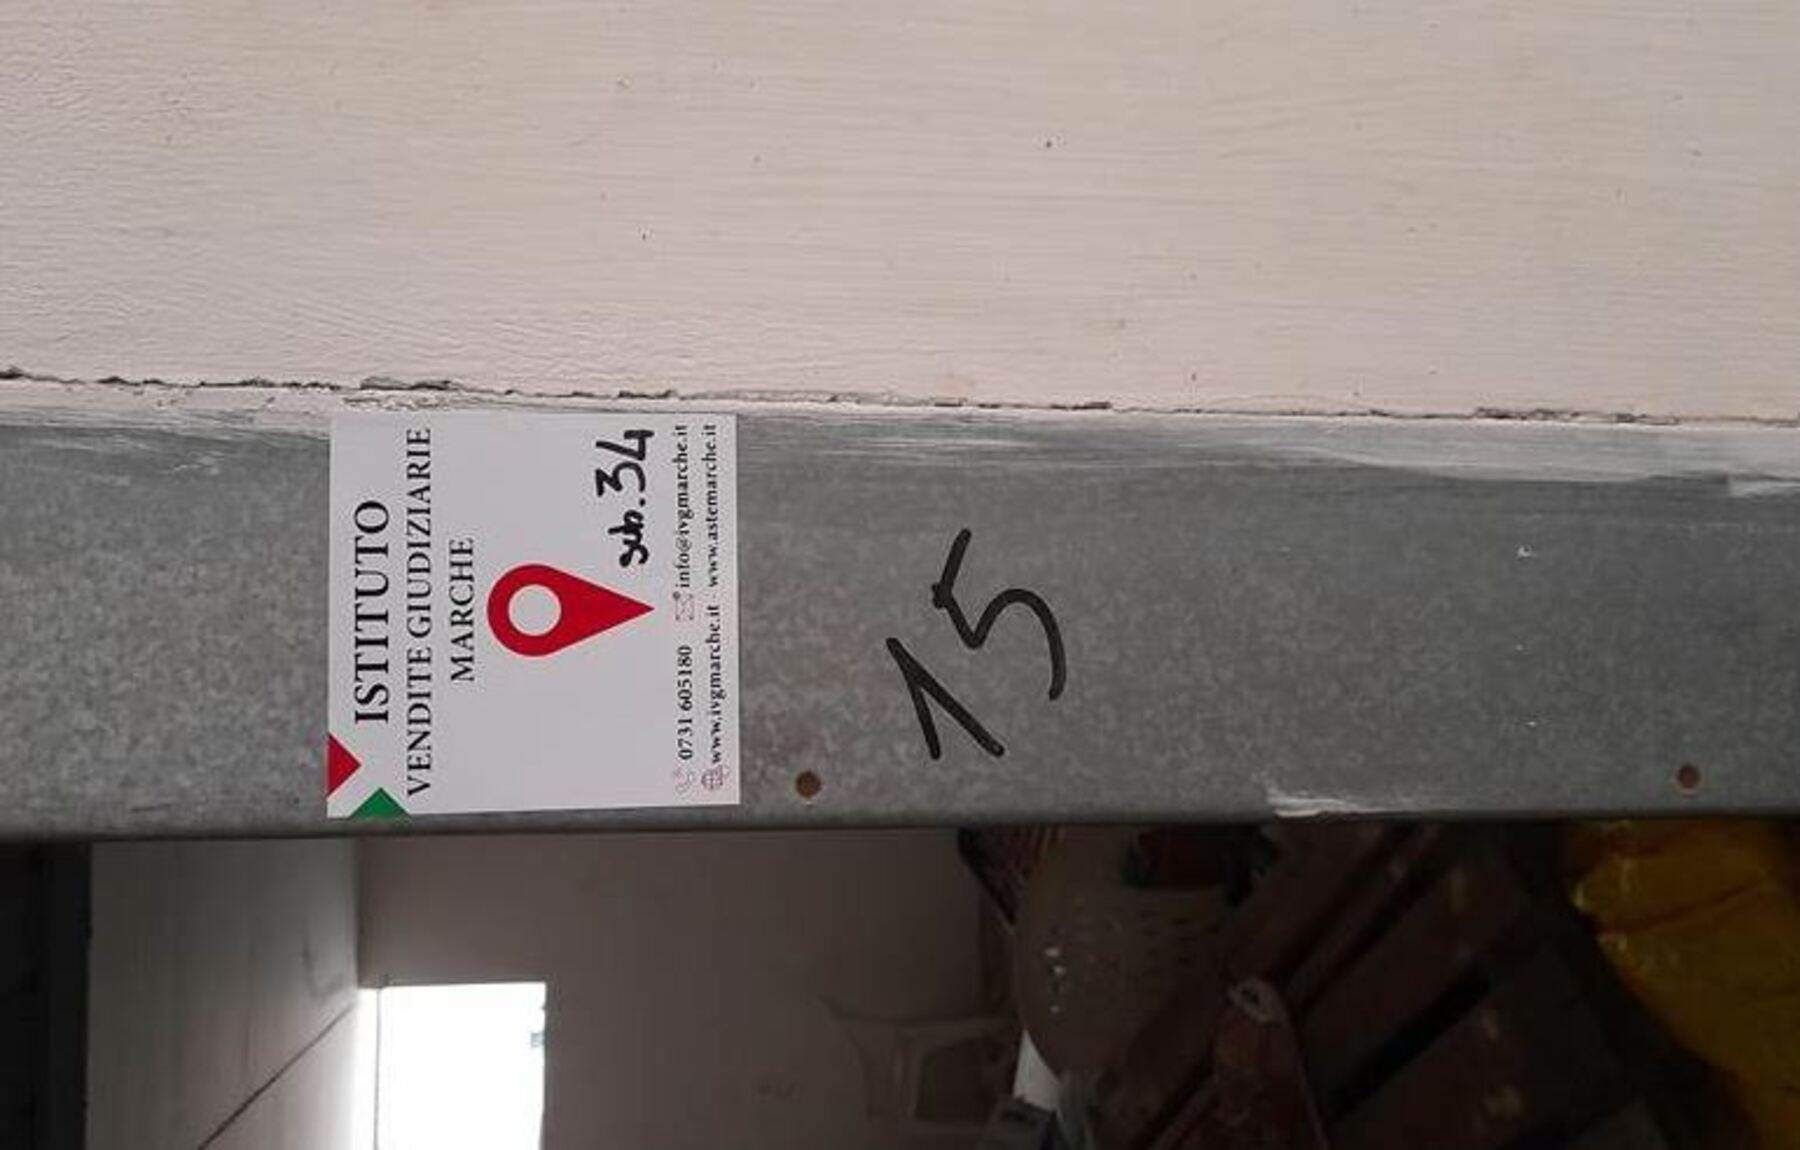 ISTITUTO
VENDITE GIUDIZIARIE
MARCHE
sub.34
0731 605180 info@ivgmarche.it
www.ivgmarche.it - www.astemarche.it
15